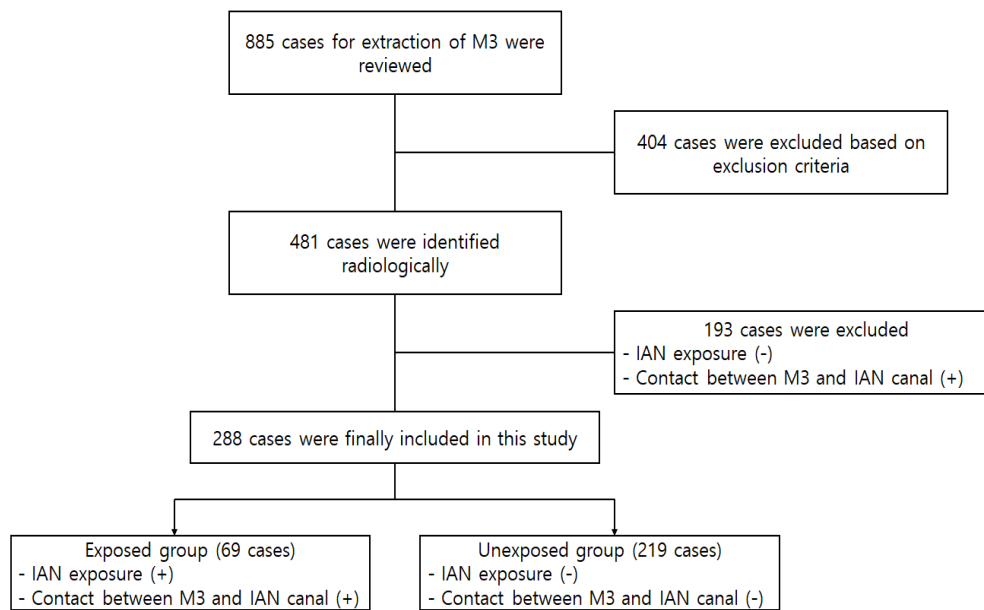 885 cases for extraction of M3 were
reviewed
404 cases were excluded based on
exclusion criteria
481 cases were identified
radiologically
193 cases were excluded
- IAN exposure (-)
- Contact between M3 and IAN canal (+)
288 cases were finally included in this study
Exposed group (69 cases)
- IAN exposure (+)
- Contact between M3 and IAN canal (+)
Unexposed group (219 cases)
- IAN exposure (-)
- Contact between M3 and IAN canal (-)